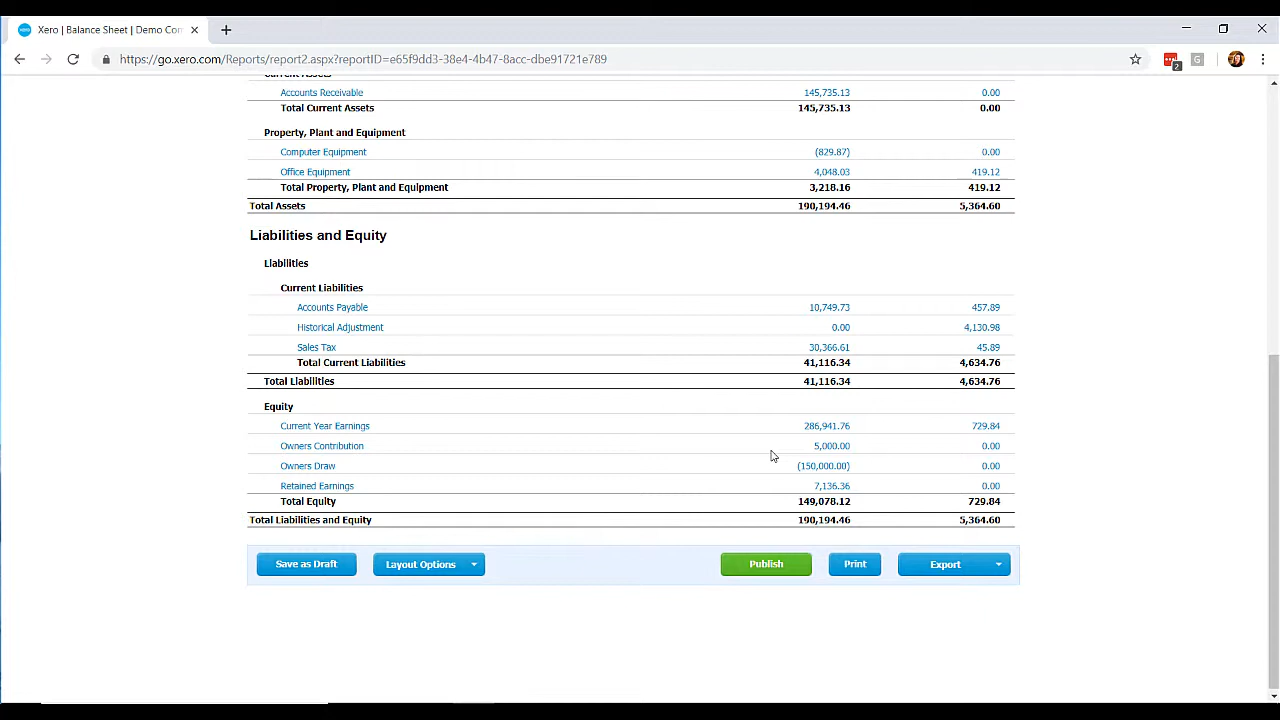 Xero | Balance Sheet | Demo Con
https://go.xero.com/Reports/report2.aspx?reportID=e65f9dd3-38e4-4b47-8acc-dbe91721e789
2
G
Current Assets
Accounts Receivable 145,735.13 0.00
Total Current Assets 145,735.13 0.00
Property, Plant and Equipment
Computer Equipment (829.87) 0.00
Office Equipment 4,048.03 419.12
Total Property, Plant and Equipment 3,218.16 419.12
Total Assets 190,194.46 5,364.60
Liabilities and Equity
Liabilities
Current Liabilities
Accounts Payable 10,749.73 457.89
Historical Adjustment 0.00 4,130.98
Sales Tax 30,366.61 45.89
Total Current Liabilities 41,116.34 4,634.76
Total Liabilities 41,116.34 4,634.76
Equity
Current Year Earnings 286,941.76 729.84
Owners Contribution 5,000.00 0.00
Owners Draw (150,000.00) 0.00
Retained Earnings 7,136.36 0.00
Total Equity 149,078.12 729.84
Total Liabilities and Equity 190,194.46 5,364.60
Save as Draft Layout Options Publish Print Export